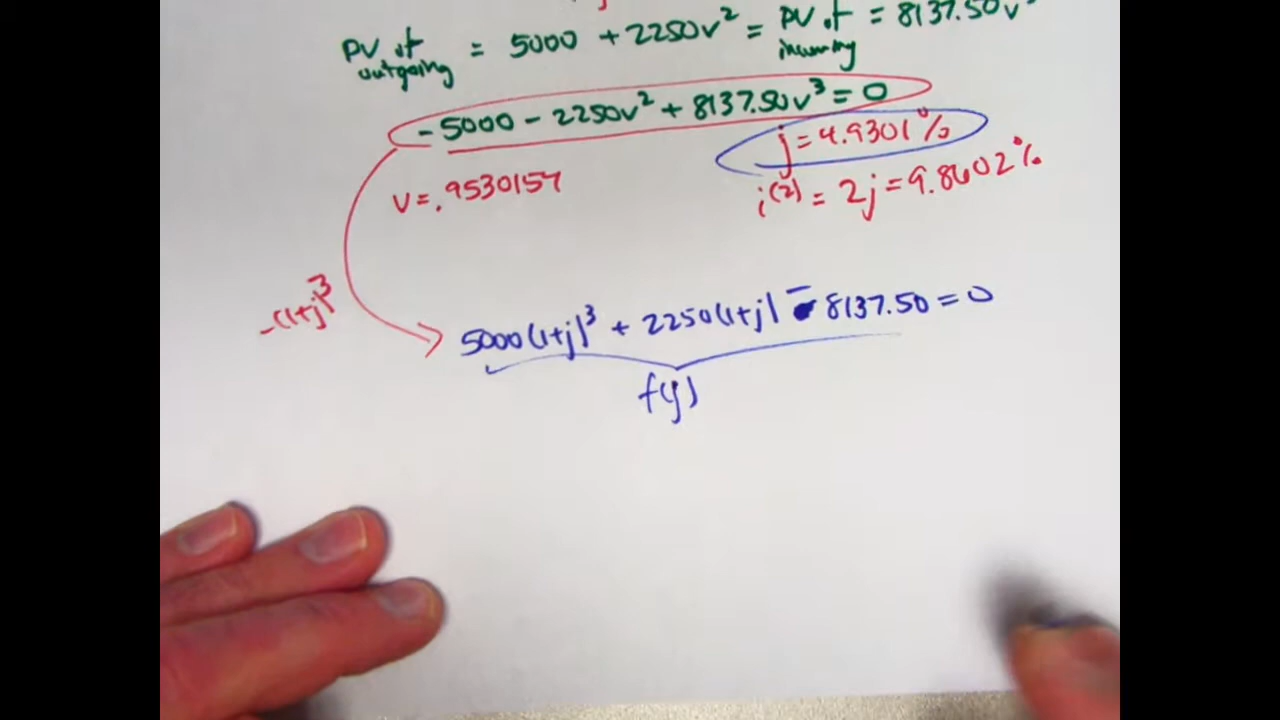 PV of outgoing = 5000 + 2250v² = PV of incoming = 8137.50v
-5000 - 2250v² + 8137.50v³ = 0
j = 4.9301%
v = .9530157
i⁽²⁾ = 2j = 9.8602%
-(1+j)³
5000(1+j)³ + 2250(1+j) - 8137.50 = 0
f(j)